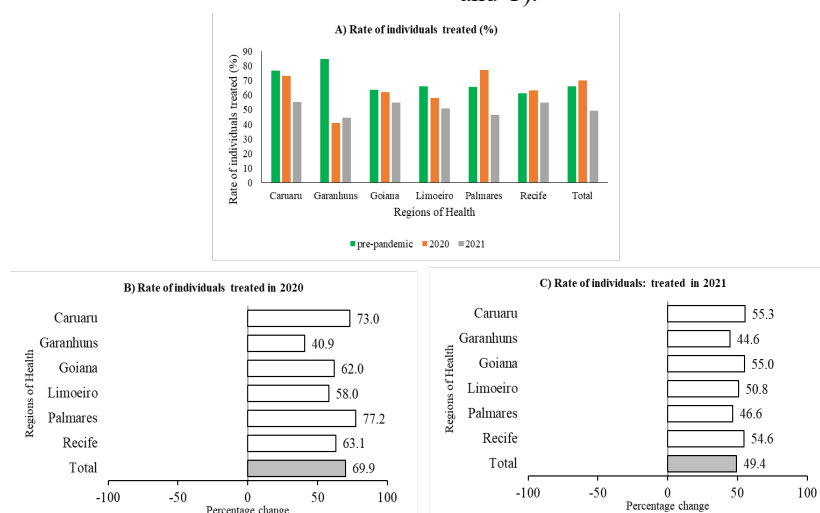 and C).
A) Rate of individuals treated (%)
Rate of individuals treated (%)
90
80
70
60
50
40
30
20
10
0
Caruaru Garanhuns Goiana Limoeiro Palmares Recife Total
Regions of Health
pre-pandemic 2020 2021
B) Rate of individuals treated in 2020
Regions of Health
Caruaru 73.0
Garanhuns 40.9
Goiana 62.0
Limoeiro 58.0
Palmares 77.2
Recife 63.1
Total 69.9
-100 -50 0 50 100
Percentage change
C) Rate of individuals: treated in 2021
Regions of Health
Caruaru 55.3
Garanhuns 44.6
Goiana 55.0
Limoeiro 50.8
Palmares 46.6
Recife 54.6
Total 49.4
-100 -50 0 50 100
Percentage change